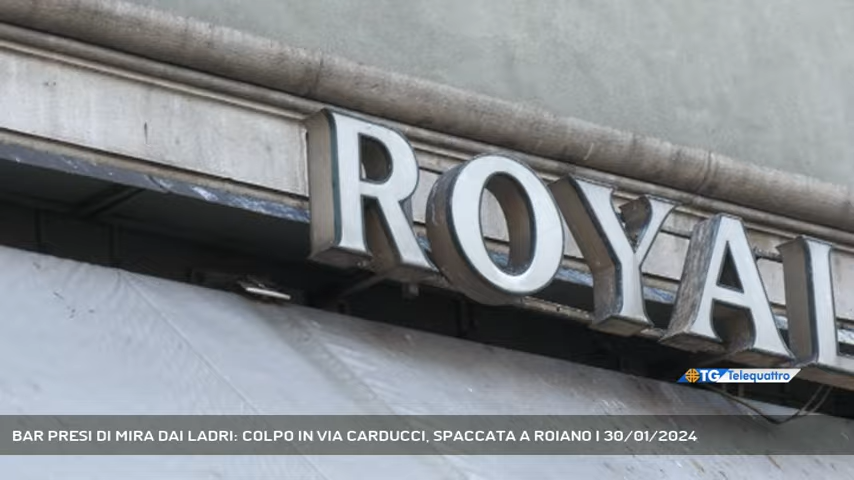 ROYAL
TG Telequattro
BAR PRESI DI MIRA DAI LADRI: COLPO IN VIA CARDUCCI, SPACCATA A ROIANO | 30/01/2024